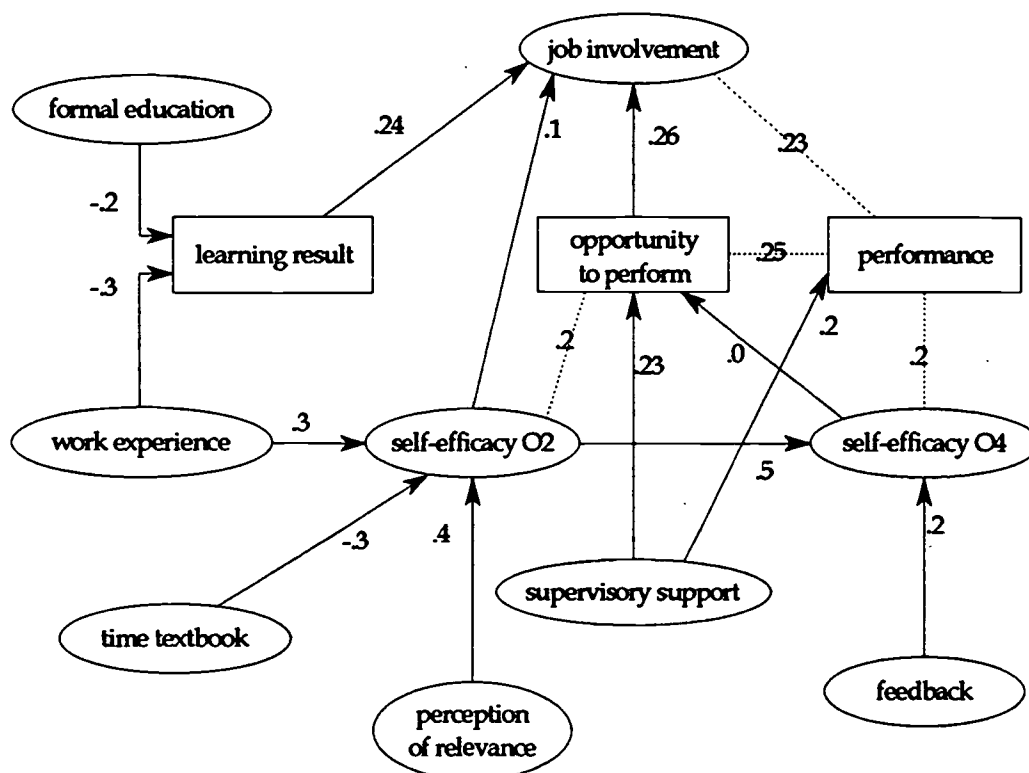 job involvement
formal education
.24
.1
.26
.23
-.2
learning result
opportunity
to perform
.25
performance
-.3
.2
.23
.2
.0
.2
work experience
.3
self-efficacy O2
self-efficacy O4
.5
-.3
.4
.2
supervisory support
time textbook
feedback
perception
of relevance